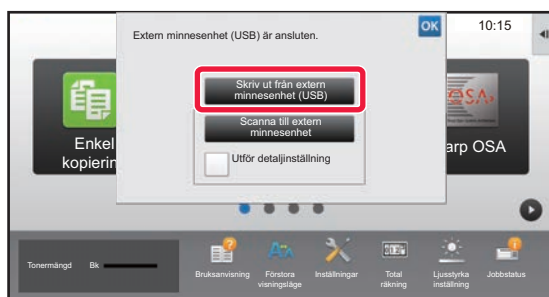 Extern minnesenhet (USB) är ansluten.
OK
10:15
Skriv ut från extern
minnesenhet (USB)
Scanna till extern
minnesenhet
Utför detaljinställning
Enkel
kopierin
OSA
arp OSA
Tonermängd
Bk
Bruksanvisning
Förstora
visningsläge
Inställningar
Total
räkning
Ljusstyrka
inställning
Jobbstatus